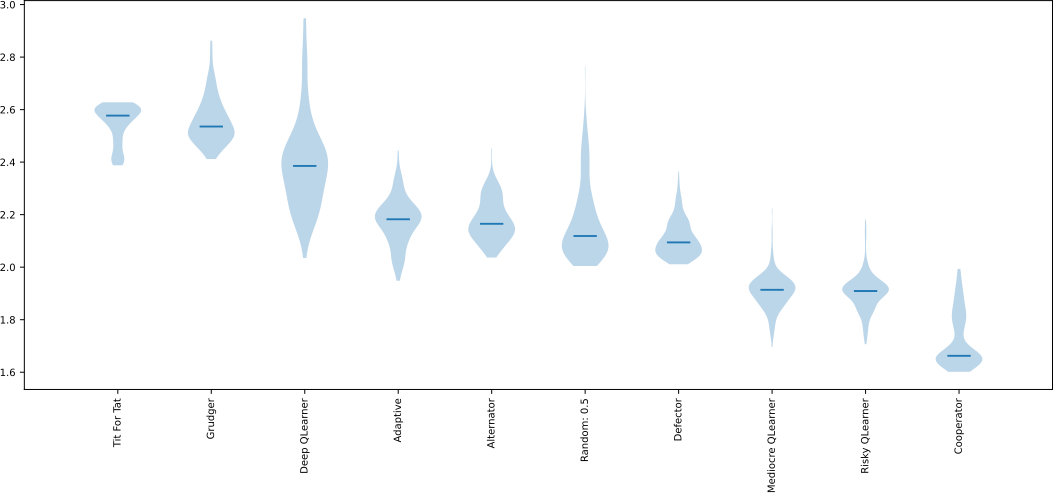 3.0
2.8
2.6
2.4
2.2
2.0
1.8
1.6
Tit For Tat
Grudger
Deep QLearner
Adaptive
Alternator
Random: 0.5
Defector
Mediocre QLearner
Risky QLearner
Cooperator